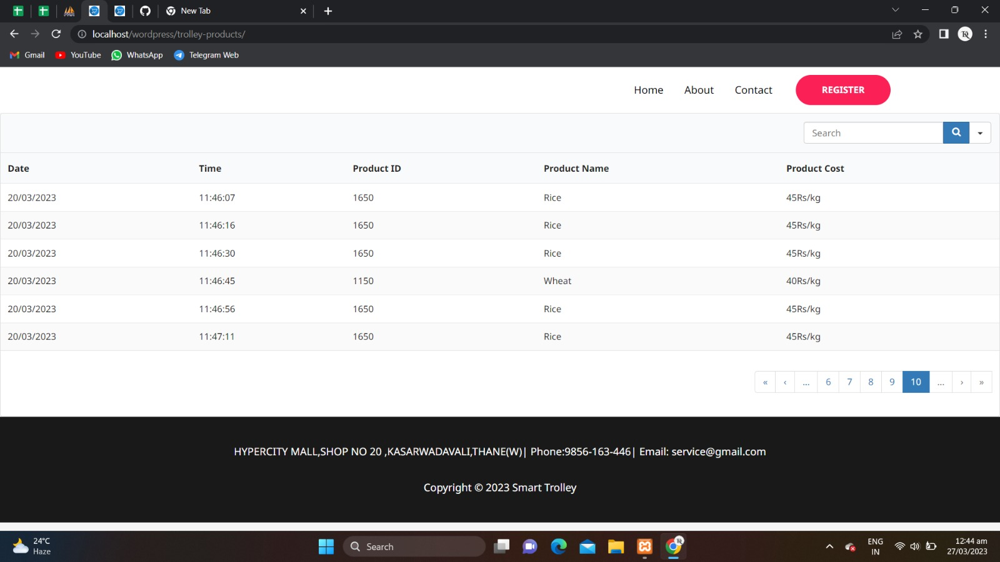 New Tab
localhost/wordpress/trolley-products/
Gmail YouTube WhatsApp Telegram Web
Home About Contact REGISTER
Search
Date Time Product ID Product Name Product Cost
20/03/2023 11:46:07 1650 Rice 45Rs/kg
20/03/2023 11:46:16 1650 Rice 45Rs/kg
20/03/2023 11:46:30 1650 Rice 45Rs/kg
20/03/2023 11:46:45 1150 Wheat 40Rs/kg
20/03/2023 11:46:56 1650 Rice 45Rs/kg
20/03/2023 11:47:11 1650 Rice 45Rs/kg
« ‹ ... 6 7 8 9 10 ... › »
HYPERCITY MALL,SHOP NO 20 ,KASARWADAVALI,THANE(W)| Phone:9856-163-446| Email: service@gmail.com
Copyright © 2023 Smart Trolley
24°C
Haze
Search
ENG
IN
12:44 am
27/03/2023